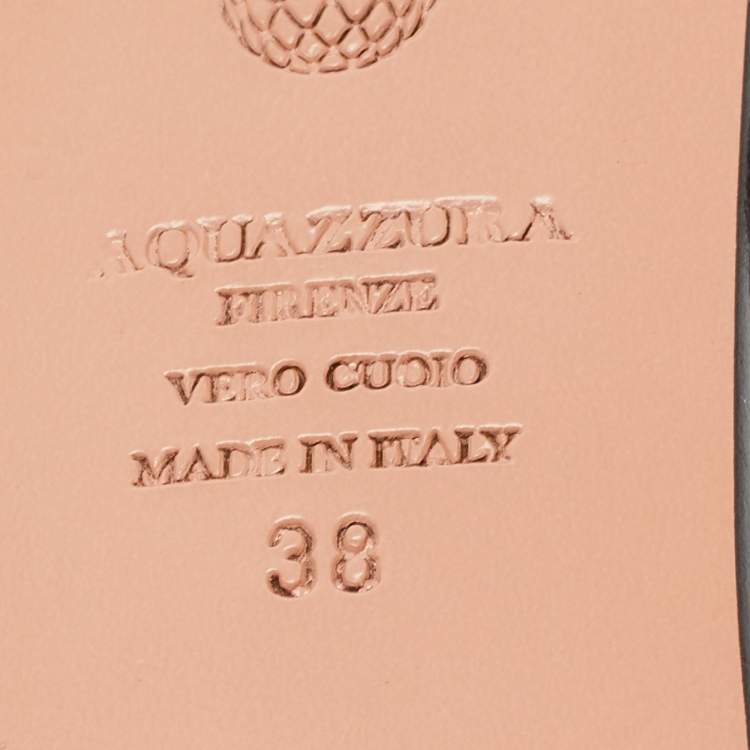 AQUAZZURA
FIRENZE
VERO CUOIO
MADE IN ITALY
38